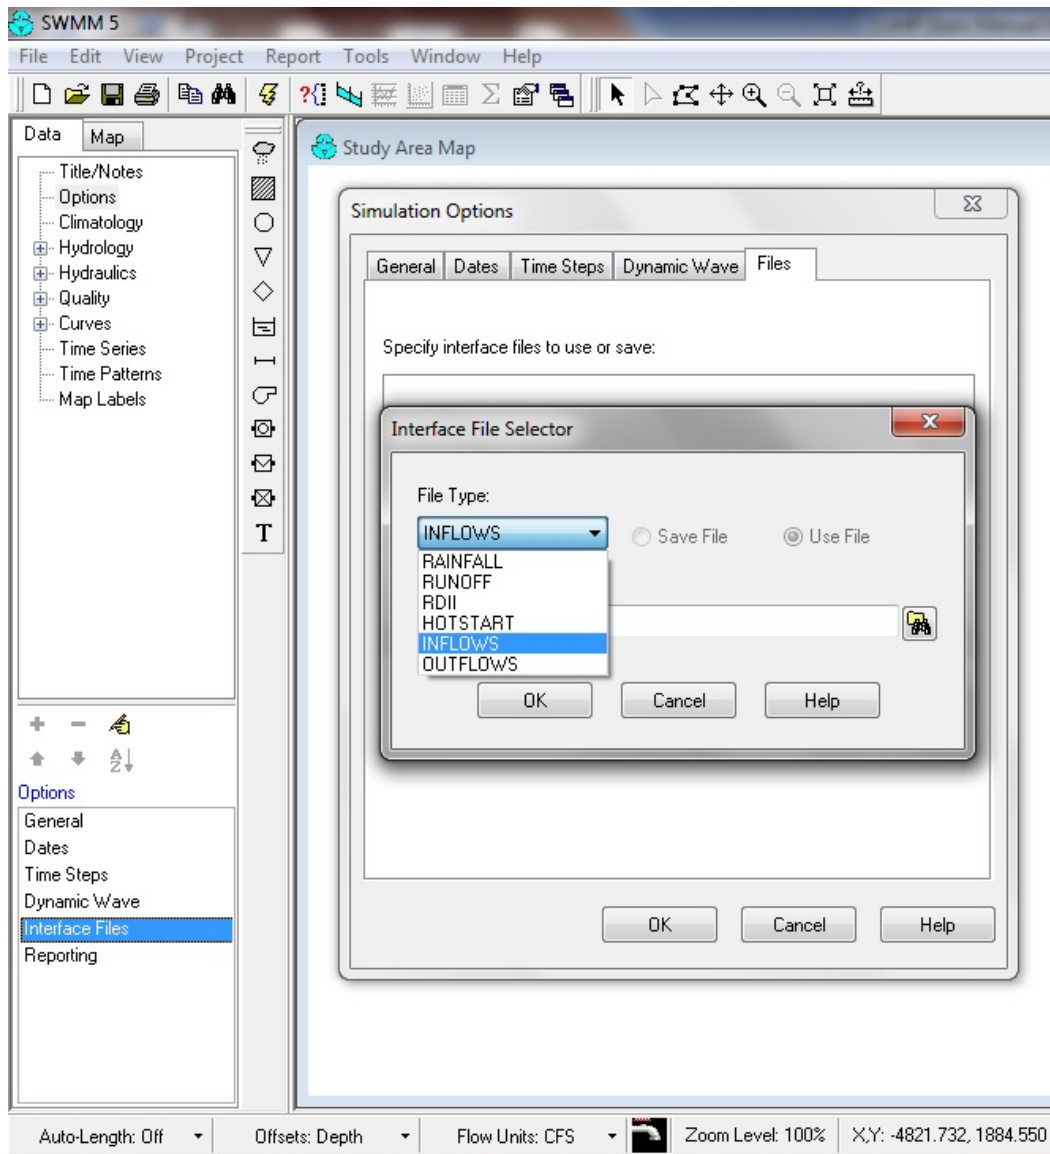 SWMM 5
File Edit View Project Report Tools Window Help
Data Map
Title/Notes
Options
Climatology
Hydrology
Hydraulics
Quality
Curves
Time Series
Time Patterns
Map Labels
T
Study Area Map
Simulation Options
General Dates Time Steps Dynamic Wave Files
Specify interface files to use or save:
Interface File Selector
File Type:
INFLOWS Save File Use File
RAINFALL
RUNOFF
RDII
HOTSTART
INFLOWS
OUTFLOWS
OK Cancel Help
OK Cancel Help
Options
General
Dates
Time Steps
Dynamic Wave
Interface Files
Reporting
Auto-Length: Off Offsets: Depth Flow Units: CFS Zoom Level: 100% X,Y: -4821.732, 1884.550